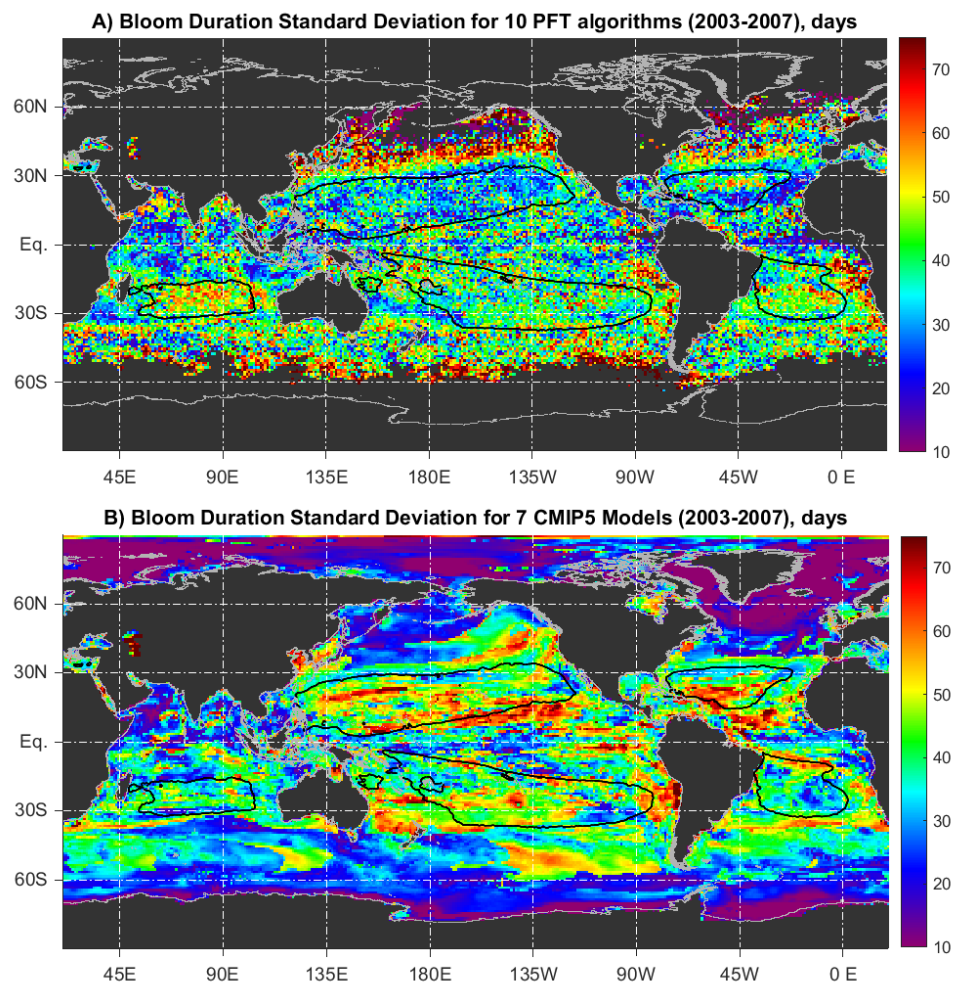 A) Bloom Duration Standard Deviation for 10 PFT algorithms (2003-2007), days
60N
30N
Eq.
30S
60S
45E 90E 135E 180E 135W 90W 45W 0 E
70
60
50
40
30
20
10
B) Bloom Duration Standard Deviation for 7 CMIP5 Models (2003-2007), days
60N
30N
Eq.
30S
60S
45E 90E 135E 180E 135W 90W 45W 0 E
70
60
50
40
30
20
10